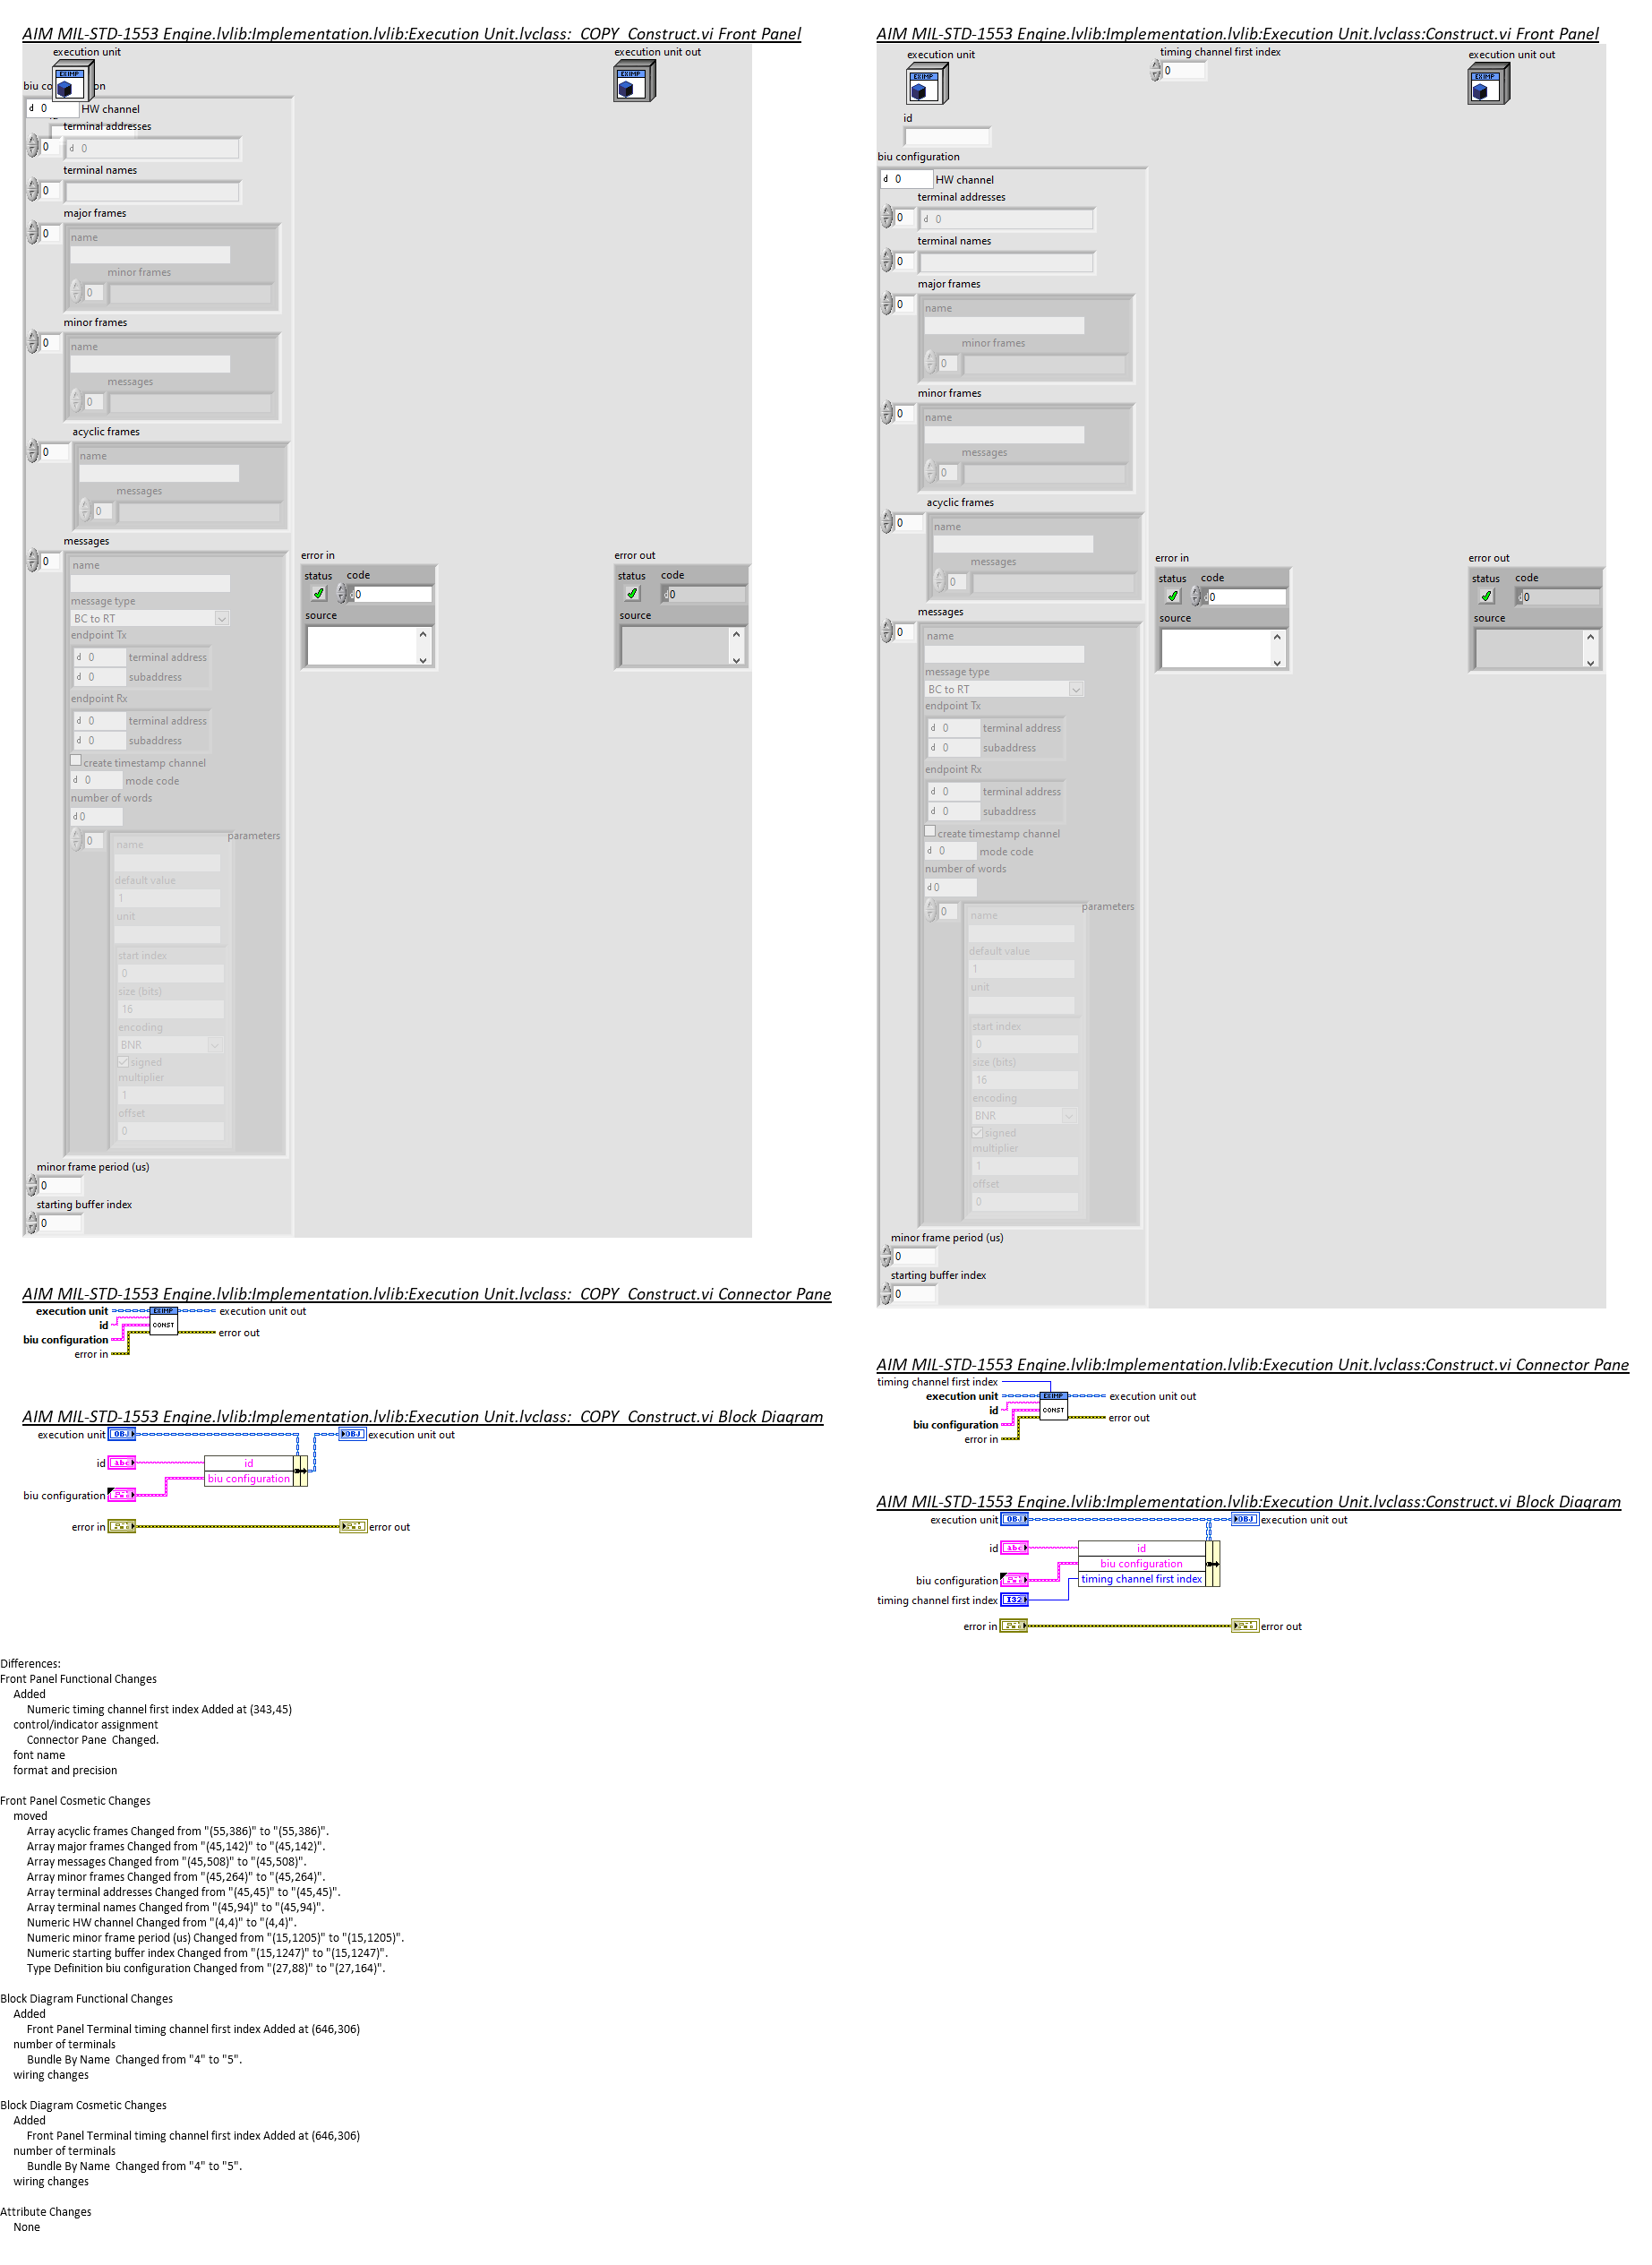 AIM MIL-STD-1553 Engine.lvlib:Implementation.lvlib:Execution Unit.lvclass:_COPY_Construct.vi Front Panel
execution unit
execution unit out
EXIMP
EXIMP
d 0
HW channel
terminal addresses
0
d 0
terminal names
0
major frames
0
name
minor frames
0
minor frames
0
name
messages
0
acyclic frames
0
name
messages
0
messages
0
name
message type
BC to RT
endpoint Tx
d 0
terminal address
d 0
subaddress
endpoint Rx
d 0
terminal address
d 0
subaddress
create timestamp channel
d 0
mode code
number of words
d 0
0
parameters
name
default value
1
unit
start index
0
size (bits)
16
encoding
BNR
signed
multiplier
1
offset
0
minor frame period (us)
0
starting buffer index
0
error in
status
code
d0
source
error out
status
code
d0
source
AIM MIL-STD-1553 Engine.lvlib:Implementation.lvlib:Execution Unit.lvclass:Construct.vi Front Panel
execution unit
timing channel first index
0
execution unit out
EXIMP
EXIMP
id
biu configuration
d 0
HW channel
terminal addresses
0
d 0
terminal names
0
major frames
0
name
minor frames
0
minor frames
0
name
messages
0
acyclic frames
0
name
messages
0
messages
0
name
message type
BC to RT
endpoint Tx
d 0
terminal address
d 0
subaddress
endpoint Rx
d 0
terminal address
d 0
subaddress
create timestamp channel
d 0
mode code
number of words
d 0
0
parameters
name
default value
1
unit
start index
0
size (bits)
16
encoding
BNR
signed
multiplier
1
offset
0
minor frame period (us)
0
starting buffer index
0
error in
status
code
d0
source
error out
status
code
d0
source
AIM MIL-STD-1553 Engine.lvlib:Implementation.lvlib:Execution Unit.lvclass:_COPY_Construct.vi Connector Pane
execution unit
EXIMP
execution unit out
id
CONST
biu configuration
error out
error in
AIM MIL-STD-1553 Engine.lvlib:Implementation.lvlib:Execution Unit.lvclass:_COPY_Construct.vi Block Diagram
execution unit
OBJ
OBJ
execution unit out
id
abc
id
biu configuration
biu configuration
error in
error out
AIM MIL-STD-1553 Engine.lvlib:Implementation.lvlib:Execution Unit.lvclass:Construct.vi Connector Pane
timing channel first index
execution unit
EXIMP
execution unit out
id
CONST
biu configuration
error out
error in
AIM MIL-STD-1553 Engine.lvlib:Implementation.lvlib:Execution Unit.lvclass:Construct.vi Block Diagram
execution unit
OBJ
OBJ
execution unit out
id
abc
id
biu configuration
biu configuration
timing channel first index
timing channel first index
I32
error in
error out
Differences:
Front Panel Functional Changes
Added
Numeric timing channel first index Added at (343,45)
control/indicator assignment
Connector Pane  Changed.
font name
format and precision
Front Panel Cosmetic Changes
moved
Array acyclic frames Changed from "(55,386)" to "(55,386)".
Array major frames Changed from "(45,142)" to "(45,142)".
Array messages Changed from "(45,508)" to "(45,508)".
Array minor frames Changed from "(45,264)" to "(45,264)".
Array terminal addresses Changed from "(45,45)" to "(45,45)".
Array terminal names Changed from "(45,94)" to "(45,94)".
Numeric HW channel Changed from "(4,4)" to "(4,4)".
Numeric minor frame period (us) Changed from "(15,1205)" to "(15,1205)".
Numeric starting buffer index Changed from "(15,1247)" to "(15,1247)".
Type Definition biu configuration Changed from "(27,88)" to "(27,164)".
Block Diagram Functional Changes
Added
Front Panel Terminal timing channel first index Added at (646,306)
number of terminals
Bundle By Name  Changed from "4" to "5".
wiring changes
Block Diagram Cosmetic Changes
Added
Front Panel Terminal timing channel first index Added at (646,306)
number of terminals
Bundle By Name  Changed from "4" to "5".
wiring changes
Attribute Changes
None